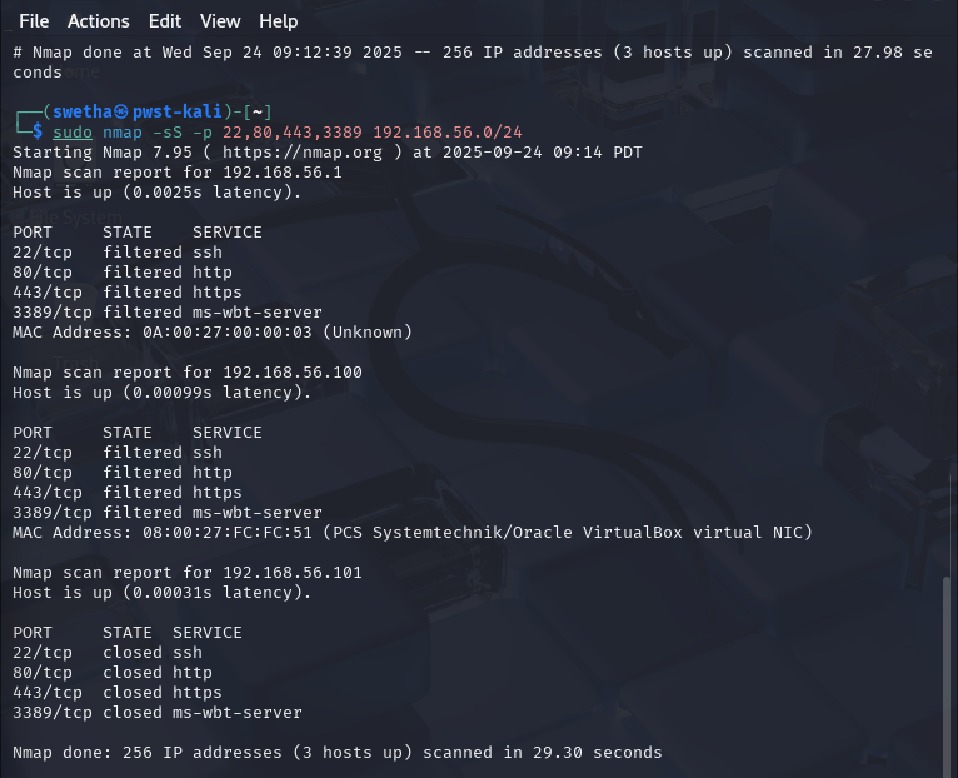 File Actions Edit View Help
# Nmap done at Wed Sep 24 09:12:39 2025 -- 256 IP addresses (3 hosts up) scanned in 27.98 se
conds
┌──(swetha㉿pwst-kali)-[~]
└─$ sudo nmap -sS -p 22,80,443,3389 192.168.56.0/24
Starting Nmap 7.95 ( https://nmap.org ) at 2025-09-24 09:14 PDT
Nmap scan report for 192.168.56.1
Host is up (0.0025s latency).
File System
PORT     STATE    SERVICE
22/tcp   filtered ssh
80/tcp   filtered http
443/tcp  filtered https
3389/tcp filtered ms-wbt-server
MAC Address: 0A:00:27:00:00:03 (Unknown)
Trash
Nmap scan report for 192.168.56.100
Host is up (0.00099s latency).
PORT     STATE    SERVICE
22/tcp   filtered ssh
80/tcp   filtered http
443/tcp  filtered https
3389/tcp filtered ms-wbt-server
MAC Address: 08:00:27:FC:FC:51 (PCS Systemtechnik/Oracle VirtualBox virtual NIC)
Nmap scan report for 192.168.56.101
Host is up (0.00031s latency).
PORT     STATE  SERVICE
22/tcp   closed ssh
80/tcp   closed http
443/tcp  closed https
3389/tcp closed ms-wbt-server
Nmap done: 256 IP addresses (3 hosts up) scanned in 29.30 seconds